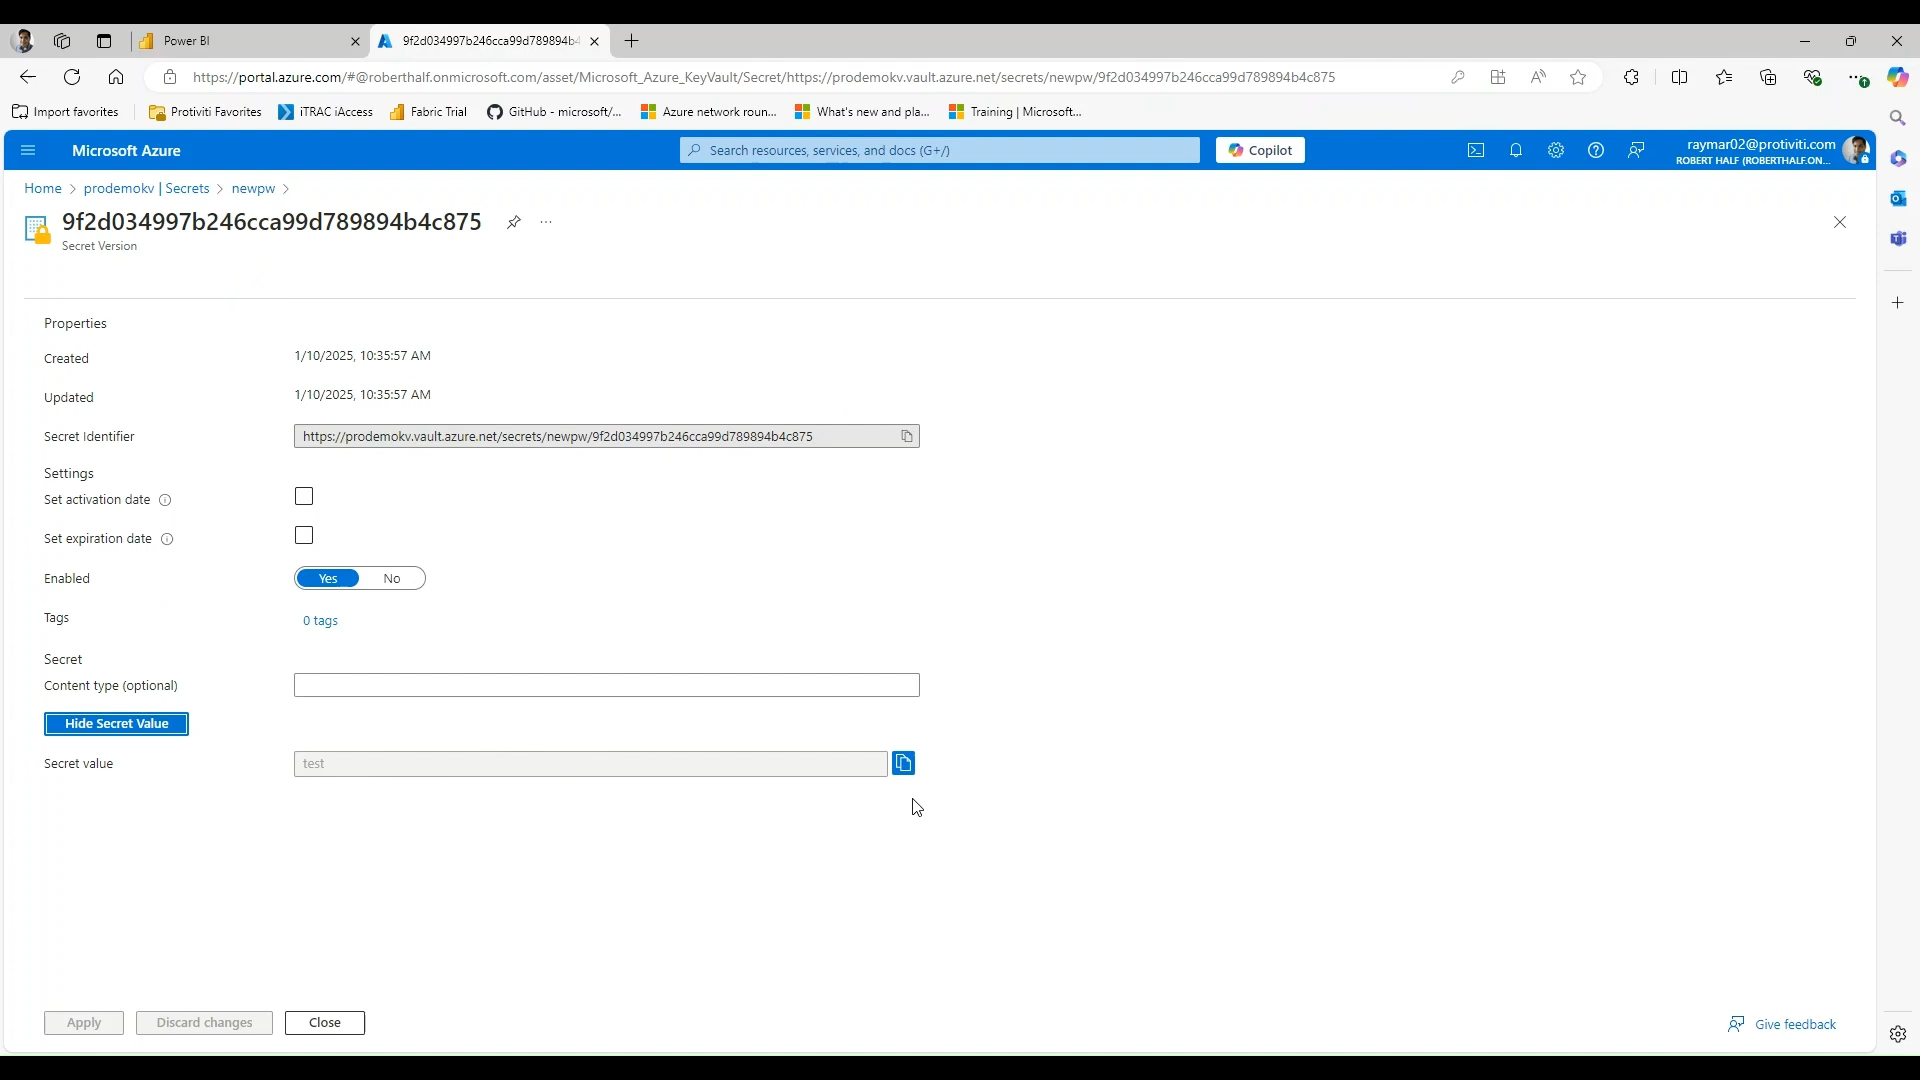 Power BI
9f2d034997b246cca99d789894b4
https://portal.azure.com/#@roberthalf.onmicrosoft.com/asset/Microsoft_Azure_KeyVault/Secret/https://prodemokv.vault.azure.net/secrets/newpw/9f2d034997b246cca99d789894b4c875
Import favorites
Protiviti Favorites
iTRAC iAccess
Fabric Trial
GitHub - microsoft/...
Azure network roun...
What's new and pla...
Training | Microsoft...
Microsoft Azure
Search resources, services, and docs (G+/)
Copilot
raymar02@protiviti.com
ROBERT HALF (ROBERTHALF.ON...
Home > prodemokv | Secrets > newpw >
9f2d034997b246cca99d789894b4c875
...
Secret Version
Properties
Created
1/10/2025, 10:35:57 AM
Updated
1/10/2025, 10:35:57 AM
Secret Identifier
https://prodemokv.vault.azure.net/secrets/newpw/9f2d034997b246cca99d789894b4c875
Settings
Set activation date
Set expiration date
Enabled
Yes
No
Tags
0 tags
Secret
Content type (optional)
Hide Secret Value
Secret value
test
Apply
Discard changes
Close
Give feedback